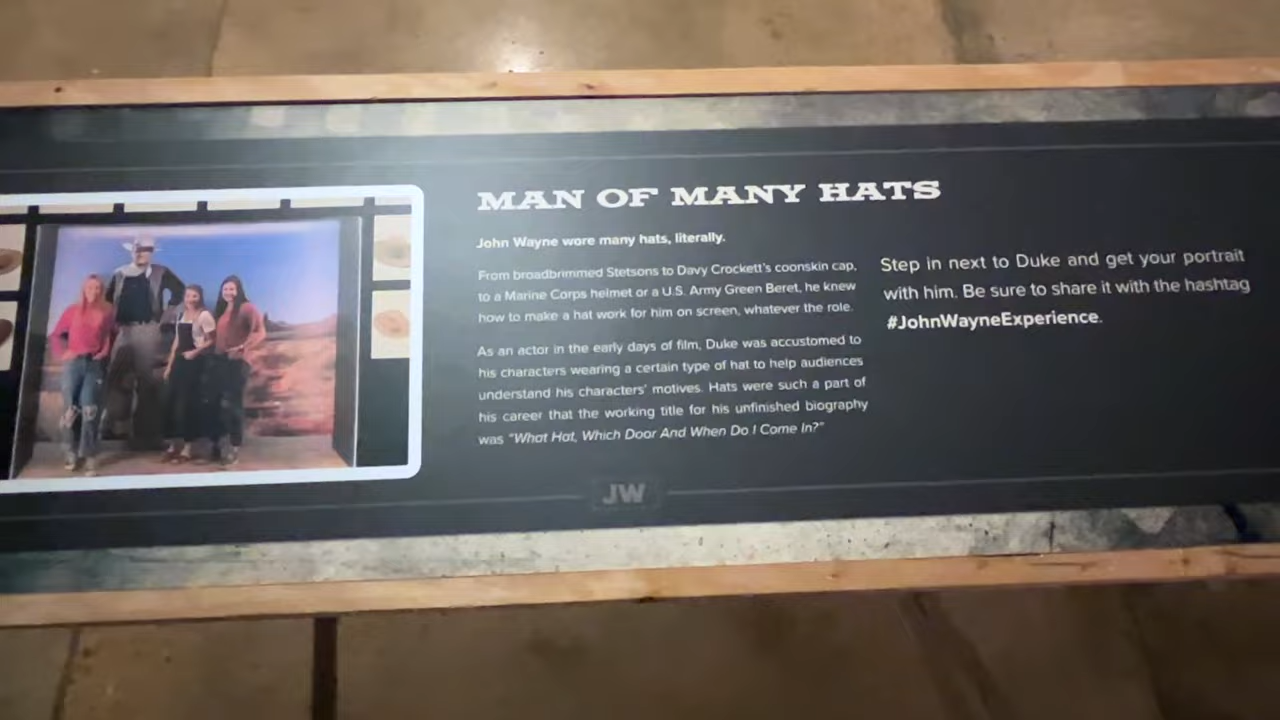 MAN OF MANY HATS
John Wayne wore many hats, literally.
From broadbrimmed Stetsons to Davy Crockett's coonskin cap,
to a Marine Corps helmet or a U.S. Army Green Beret, he knew
how to make a hat work for him on screen, whatever the role.
As an actor in the early days of film, Duke was accustomed to
his characters wearing a certain type of hat to help audiences
understand his characters' motives. Hats were such a part of
his career that the working title for his unfinished biography
was "What Hat, Which Door And When Do I Come In?"
Step in next to Duke and get your portrait
with him. Be sure to share it with the hashtag
#JohnWayneExperience.
JW